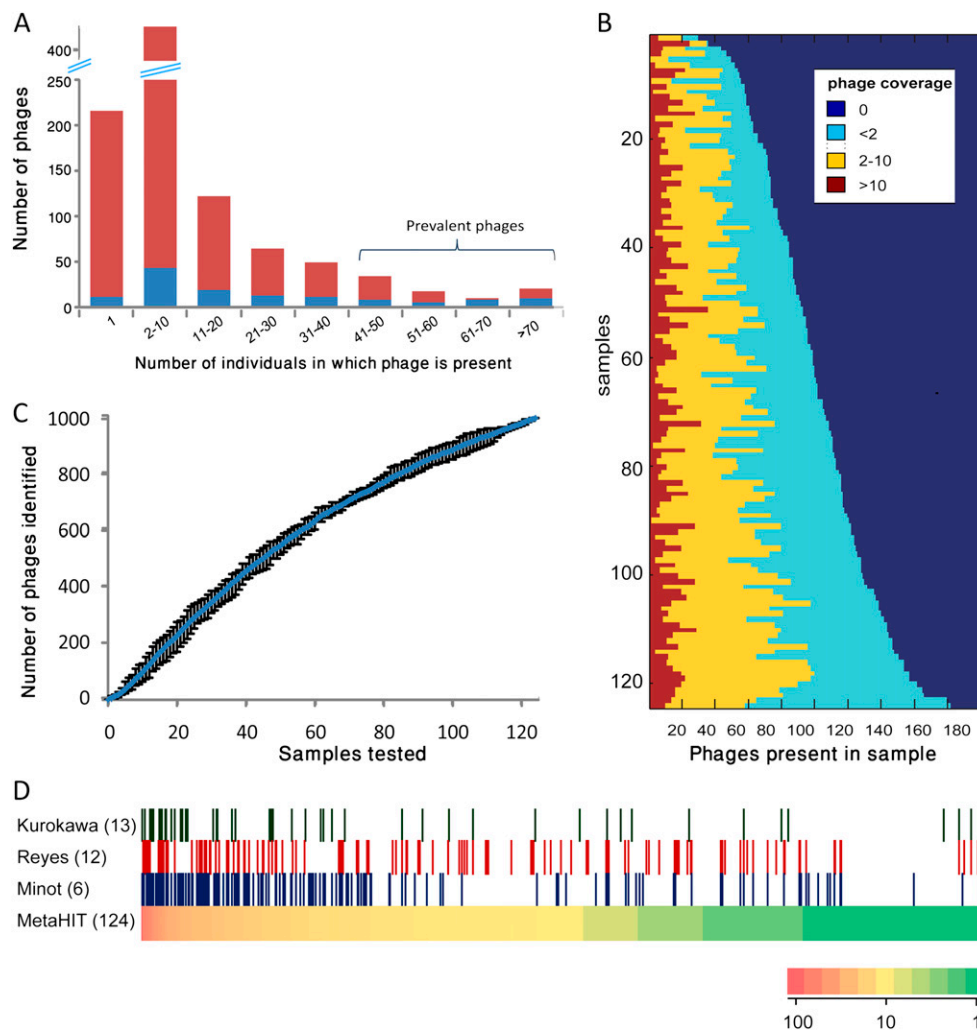 A
400
250
200
150
100
50
0
Number of phages
Prevalent phages
1
2-10
11-20
21-30
31-40
41-50
51-60
61-70
>70
Number of individuals in which phage is present
B
phage coverage
0
<2
2-10
>10
20
40
60
80
100
120
samples
20 40 60 80 100 120 140 160 180
Phages present in sample
C
1000
800
600
400
200
0
Number of phages identified
0 20 40 60 80 100 120
Samples tested
D
Kurokawa (13)
Reyes (12)
Minot (6)
MetaHIT (124)
100 10 1